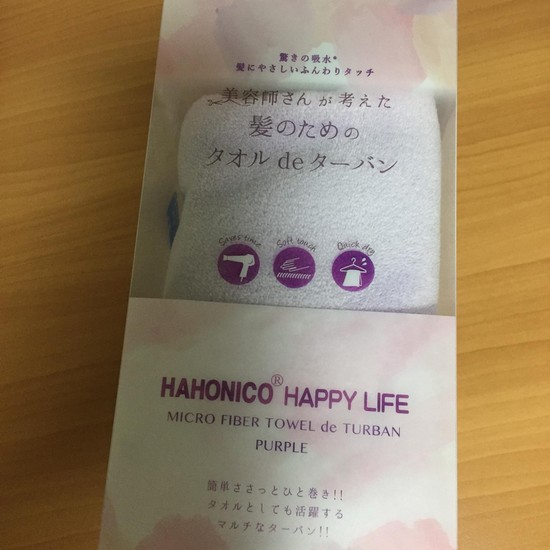 驚きの吸水*
髪にやさしいふんわりタッチ
美容師さんが考えた
髪のための
タオル de ターバン
Saves time
Soft touch
Quick dry
HAHONICO® HAPPY LIFE
MICRO FIBER TOWEL de TURBAN
PURPLE
簡単ささっとひと巻き!!
タオルとしても活躍する
マルチなターバン!!